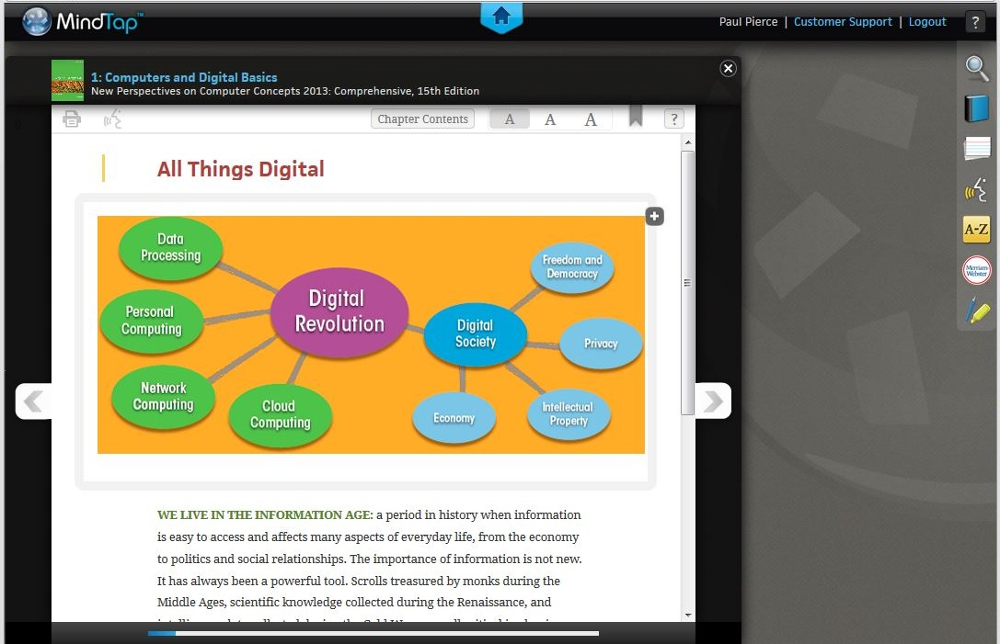 MindTap™
Paul Pierce | Customer Support | Logout ?
1: Computers and Digital Basics
New Perspectives on Computer Concepts 2013: Comprehensive, 15th Edition
Chapter Contents A A A ?
All Things Digital
Data
Processing
Personal
Computing
Network
Computing
Cloud
Computing
Digital
Revolution
Digital
Society
Freedom and
Democracy
Privacy
Intellectual
Property
Economy
WE LIVE IN THE INFORMATION AGE: a period in history when information
is easy to access and affects many aspects of everyday life, from the economy
to politics and social relationships. The importance of information is not new.
It has always been a powerful tool. Scrolls treasured by monks during the
Middle Ages, scientific knowledge collected during the Renaissance, and
A-Z
Merriam-
Webster